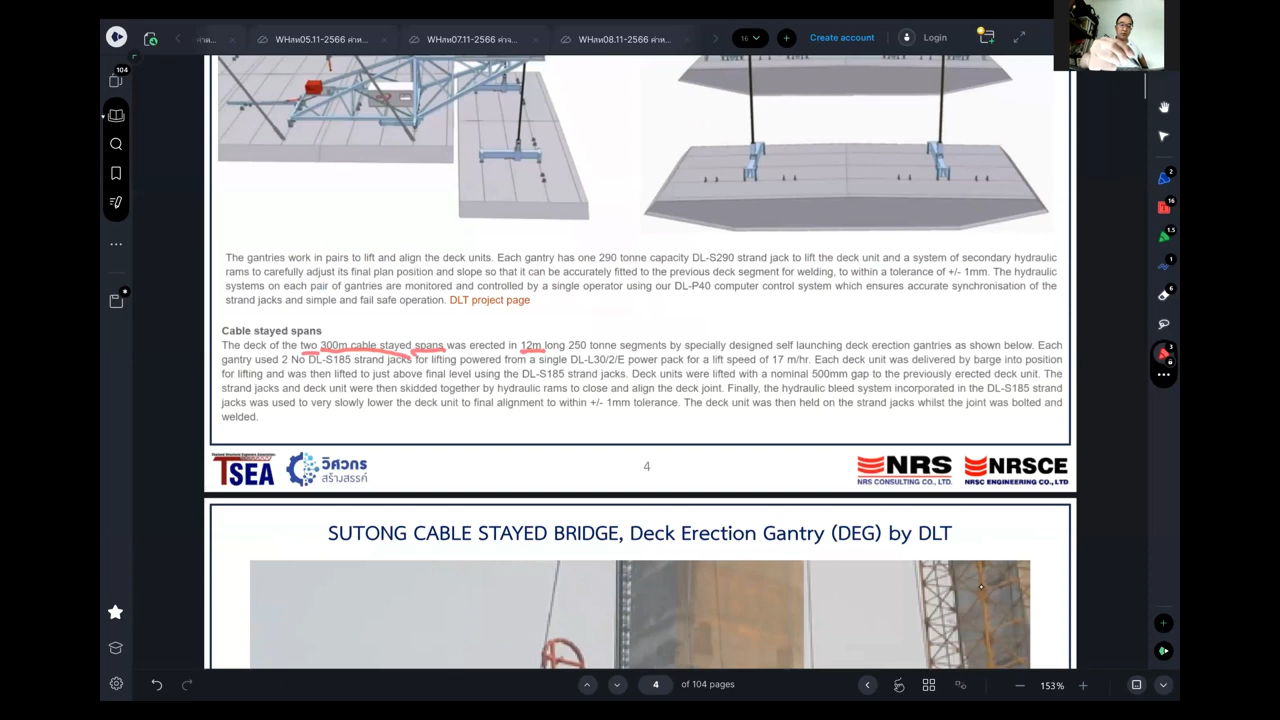 WHลท05.11-2566 ค่าห...
WHลท07.11-2566 ค่าจ...
WHลท08.11-2566 ค่าห...
16
Create account
Login
104
2
16
1.5
1
6
3
The gantries work in pairs to lift and align the deck units. Each gantry has one 290 tonne capacity DL-S290 strand jack to lift the deck unit and a system of secondary hydraulic
rams to carefully adjust its final plan position and slope so that it can be accurately fitted to the previous deck segment for welding, to within a tolerance of +/- 1mm. The hydraulic
systems on each pair of gantries are monitored and controlled by a single operator using our DL-P40 computer control system which ensures accurate synchronisation of the
strand jacks and simple and fail safe operation. DLT project page
Cable stayed spans
The deck of the two 300m cable stayed spans was erected in 12m long 250 tonne segments by specially designed self launching deck erection gantries as shown below. Each
gantry used 2 No DL-S185 strand jacks for lifting powered from a single DL-L30/2/E power pack for a lift speed of 17 m/hr. Each deck unit was delivered by barge into position
for lifting and was then lifted to just above final level using the DL-S185 strand jacks. Deck units were lifted with a nominal 500mm gap to the previously erected deck unit. The
strand jacks and deck unit were then skidded together by hydraulic rams to close and align the deck joint. Finally, the hydraulic bleed system incorporated in the DL-S185 strand
jacks was used to very slowly lower the deck unit to final alignment to within +/- 1mm tolerance. The deck unit was then held on the strand jacks whilst the joint was bolted and
welded.
TSEA
วิศวกร
สร้างสรรค์
4
NRS
NRS CONSULTING CO., LTD.
NRSCE
NRSC ENGINEERING CO., LTD
SUTONG CABLE STAYED BRIDGE, Deck Erection Gantry (DEG) by DLT
4 of 104 pages
153%